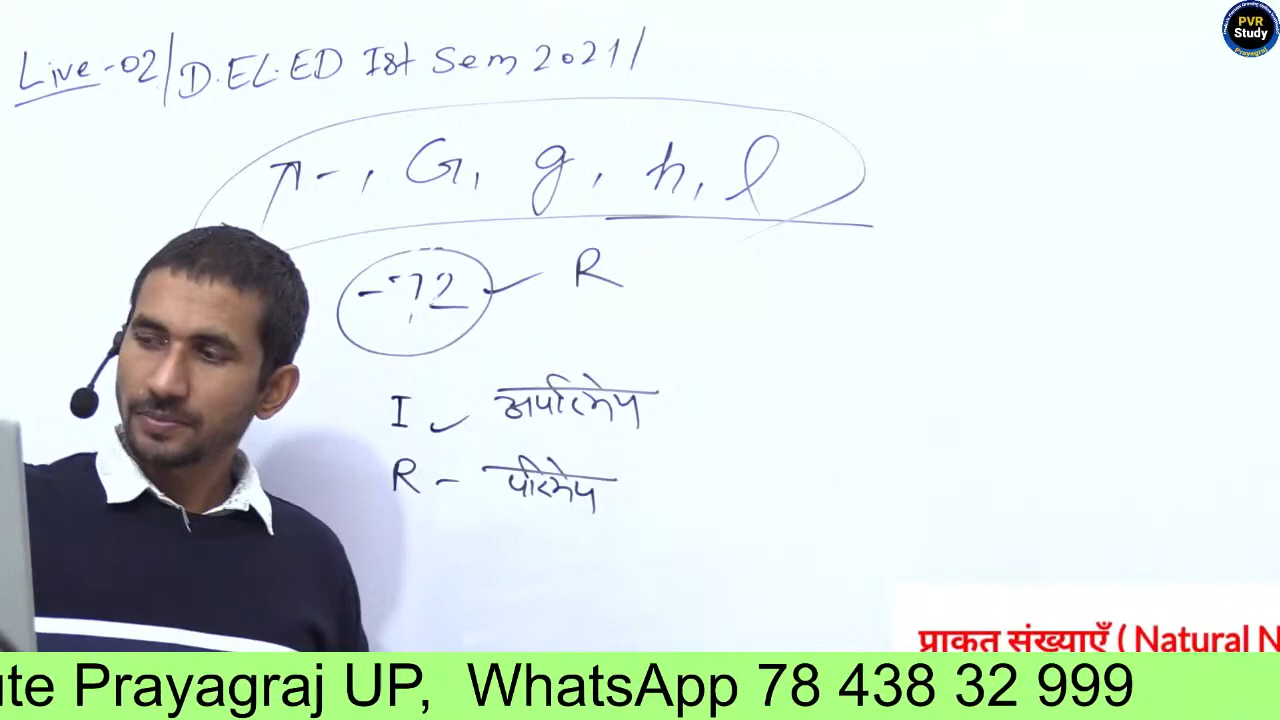 PVR
Study
Prayagraj
Live-02/D.EL.ED Ist Sem 2021/
G, g, h, l
-72 R
I अपरिमेय
R - परिमेय
प्राकृत संख्याएँ ( Natural N
ute Prayagraj UP, WhatsApp 78 438 32 999